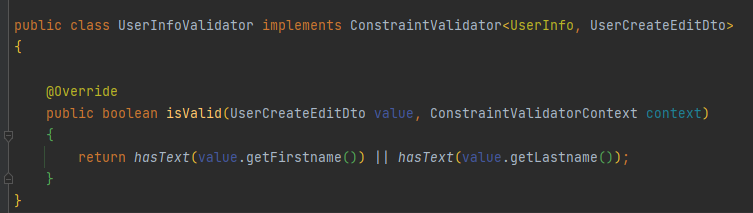 public class UserInfoValidator implements ConstraintValidator<UserInfo, UserCreateEditDto>
{
@Override
public boolean isValid(UserCreateEditDto value, ConstraintValidatorContext context)
{
return hasText(value.getFirstname()) || hasText(value.getLastname());
}
}